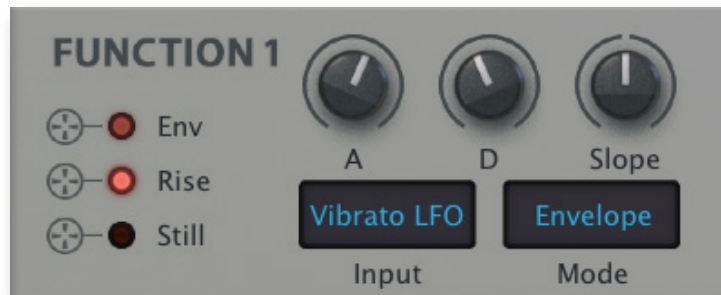 FUNCTION 1
Env
Rise
Still
A
D
Slope
Vibrato LFO
Envelope
Input
Mode